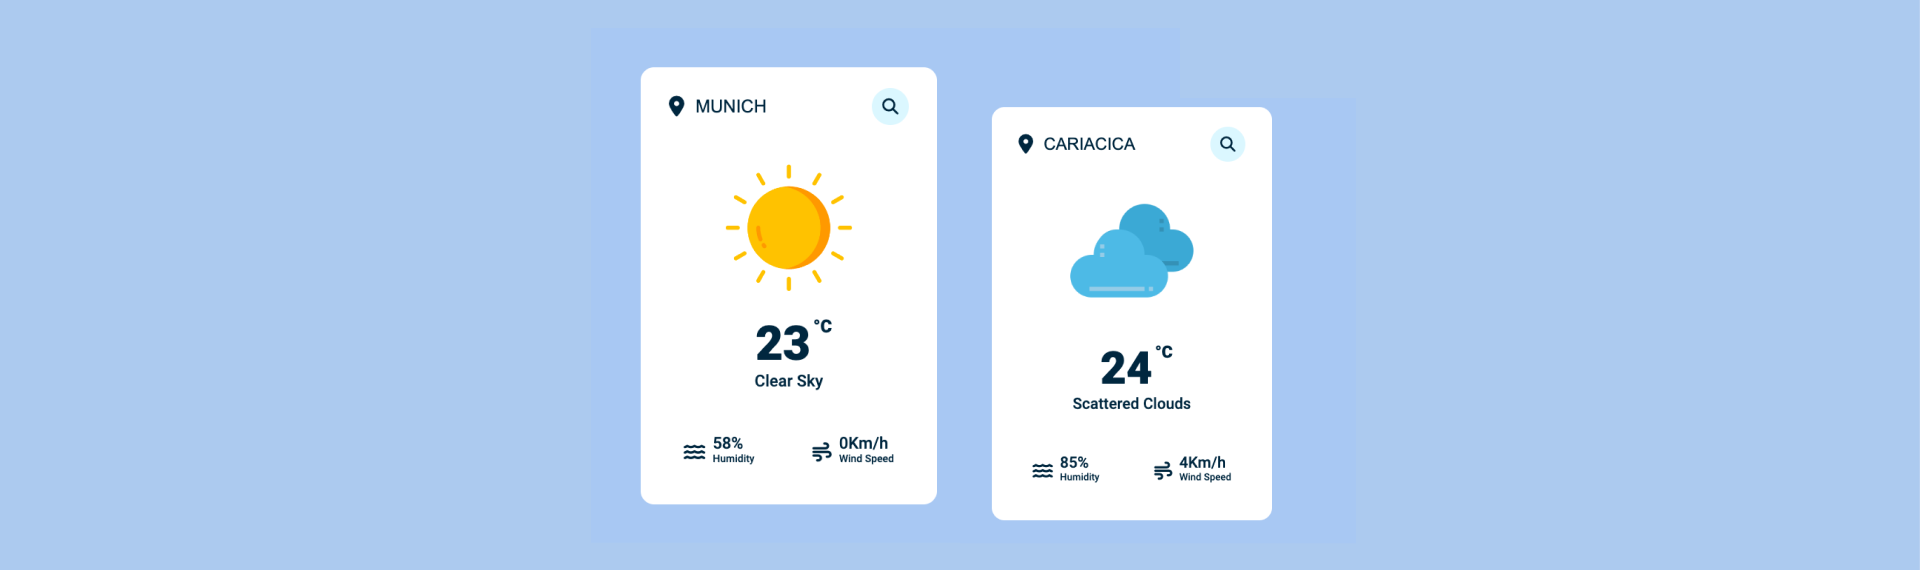 MUNICH
23 °C
Clear Sky
58%
Humidity
0Km/h
Wind Speed
CARIACICA
24 °C
Scattered Clouds
85%
Humidity
4Km/h
Wind Speed